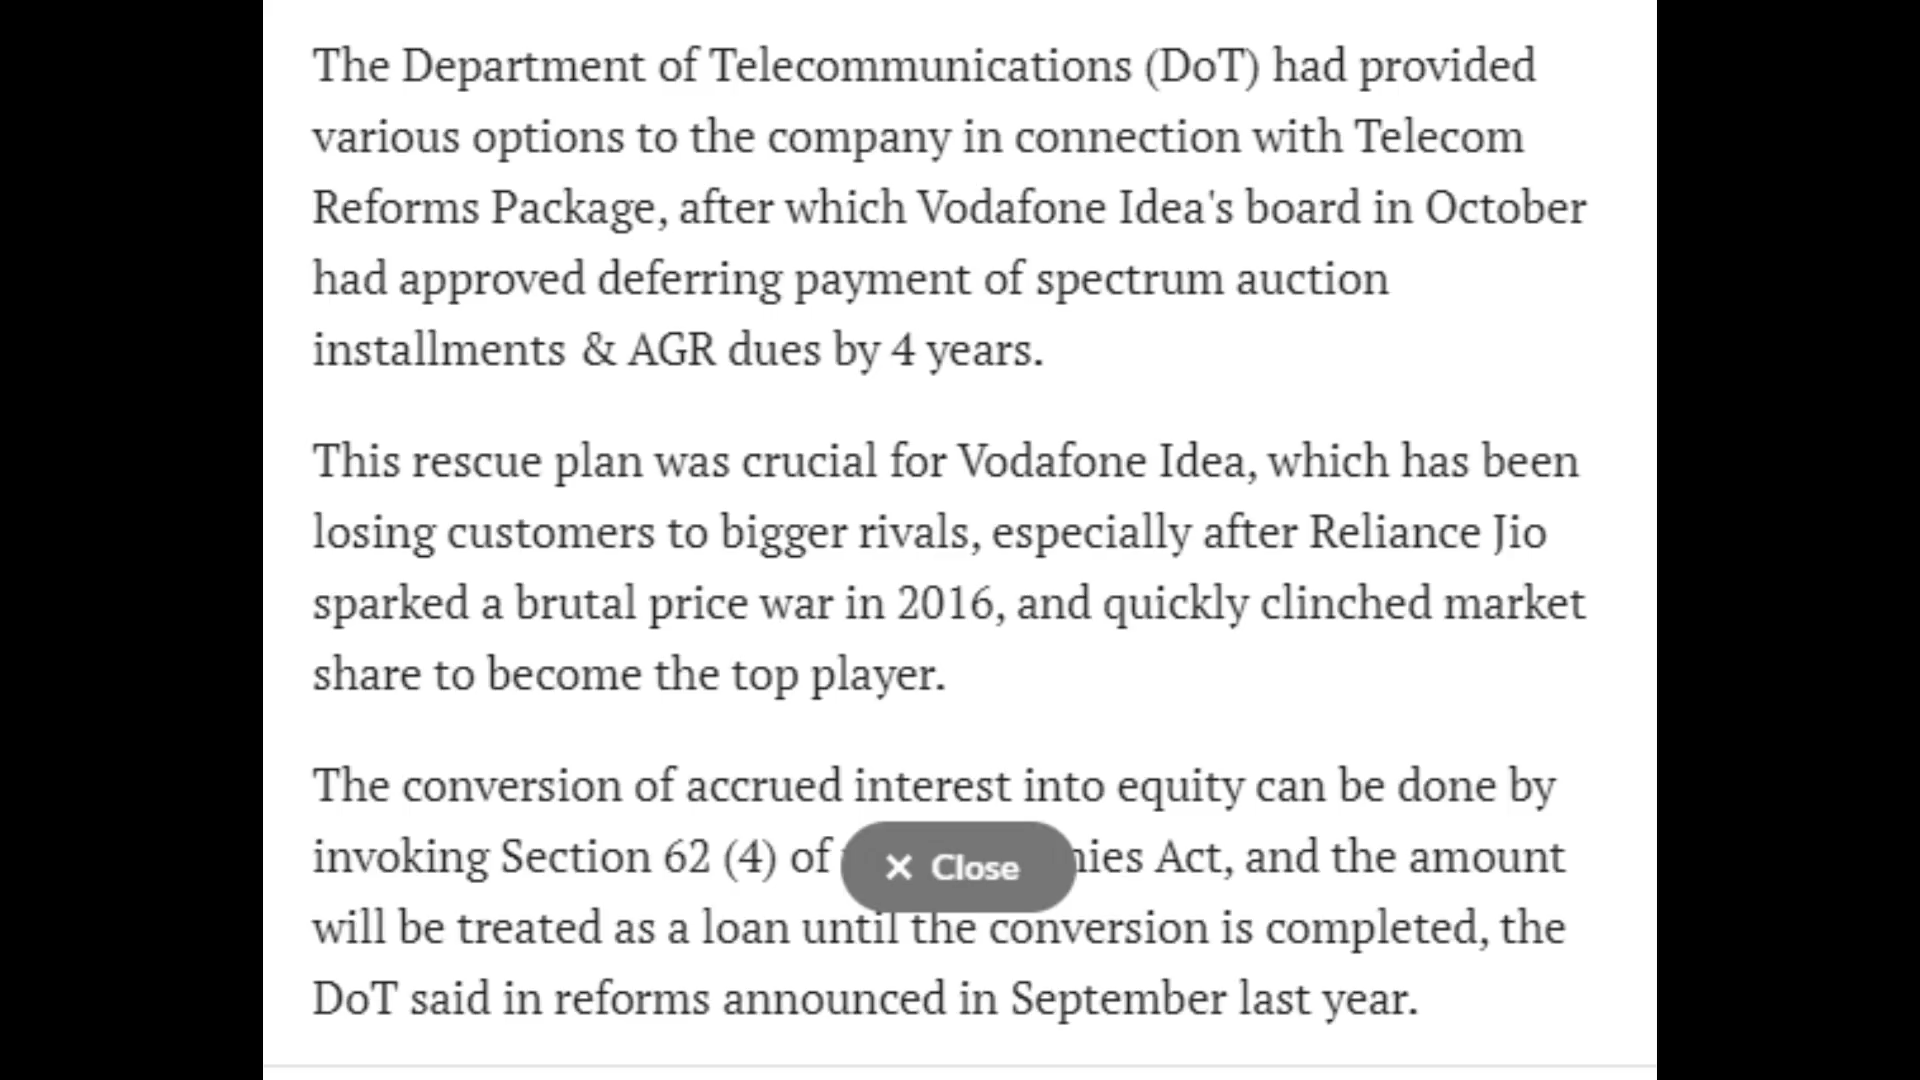 The Department of Telecommunications (DoT) had provided
various options to the company in connection with Telecom
Reforms Package, after which Vodafone Idea's board in October
had approved deferring payment of spectrum auction
installments & AGR dues by 4 years.
This rescue plan was crucial for Vodafone Idea, which has been
losing customers to bigger rivals, especially after Reliance Jio
sparked a brutal price war in 2016, and quickly clinched market
share to become the top player.
The conversion of accrued interest into equity can be done by
invoking Section 62 (4) of Act, and the amount
× Close
will be treated as a loan until the conversion is completed, the
DoT said in reforms announced in September last year.